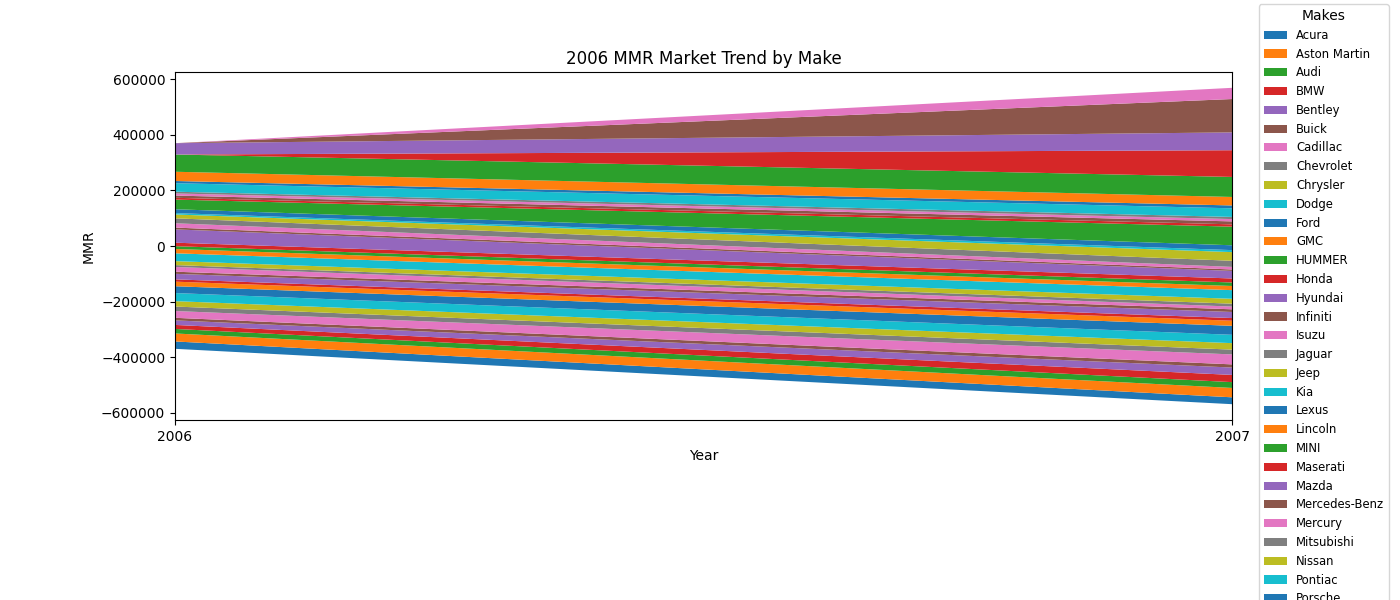 2006 MMR Market Trend by Make
600000
400000
200000
0
−200000
−400000
−600000
MMR
2006
2007
Year
Makes
Acura
Aston Martin
Audi
BMW
Bentley
Buick
Cadillac
Chevrolet
Chrysler
Dodge
Ford
GMC
HUMMER
Honda
Hyundai
Infiniti
Isuzu
Jaguar
Jeep
Kia
Lexus
Lincoln
MINI
Maserati
Mazda
Mercedes-Benz
Mercury
Mitsubishi
Nissan
Pontiac
Porsche